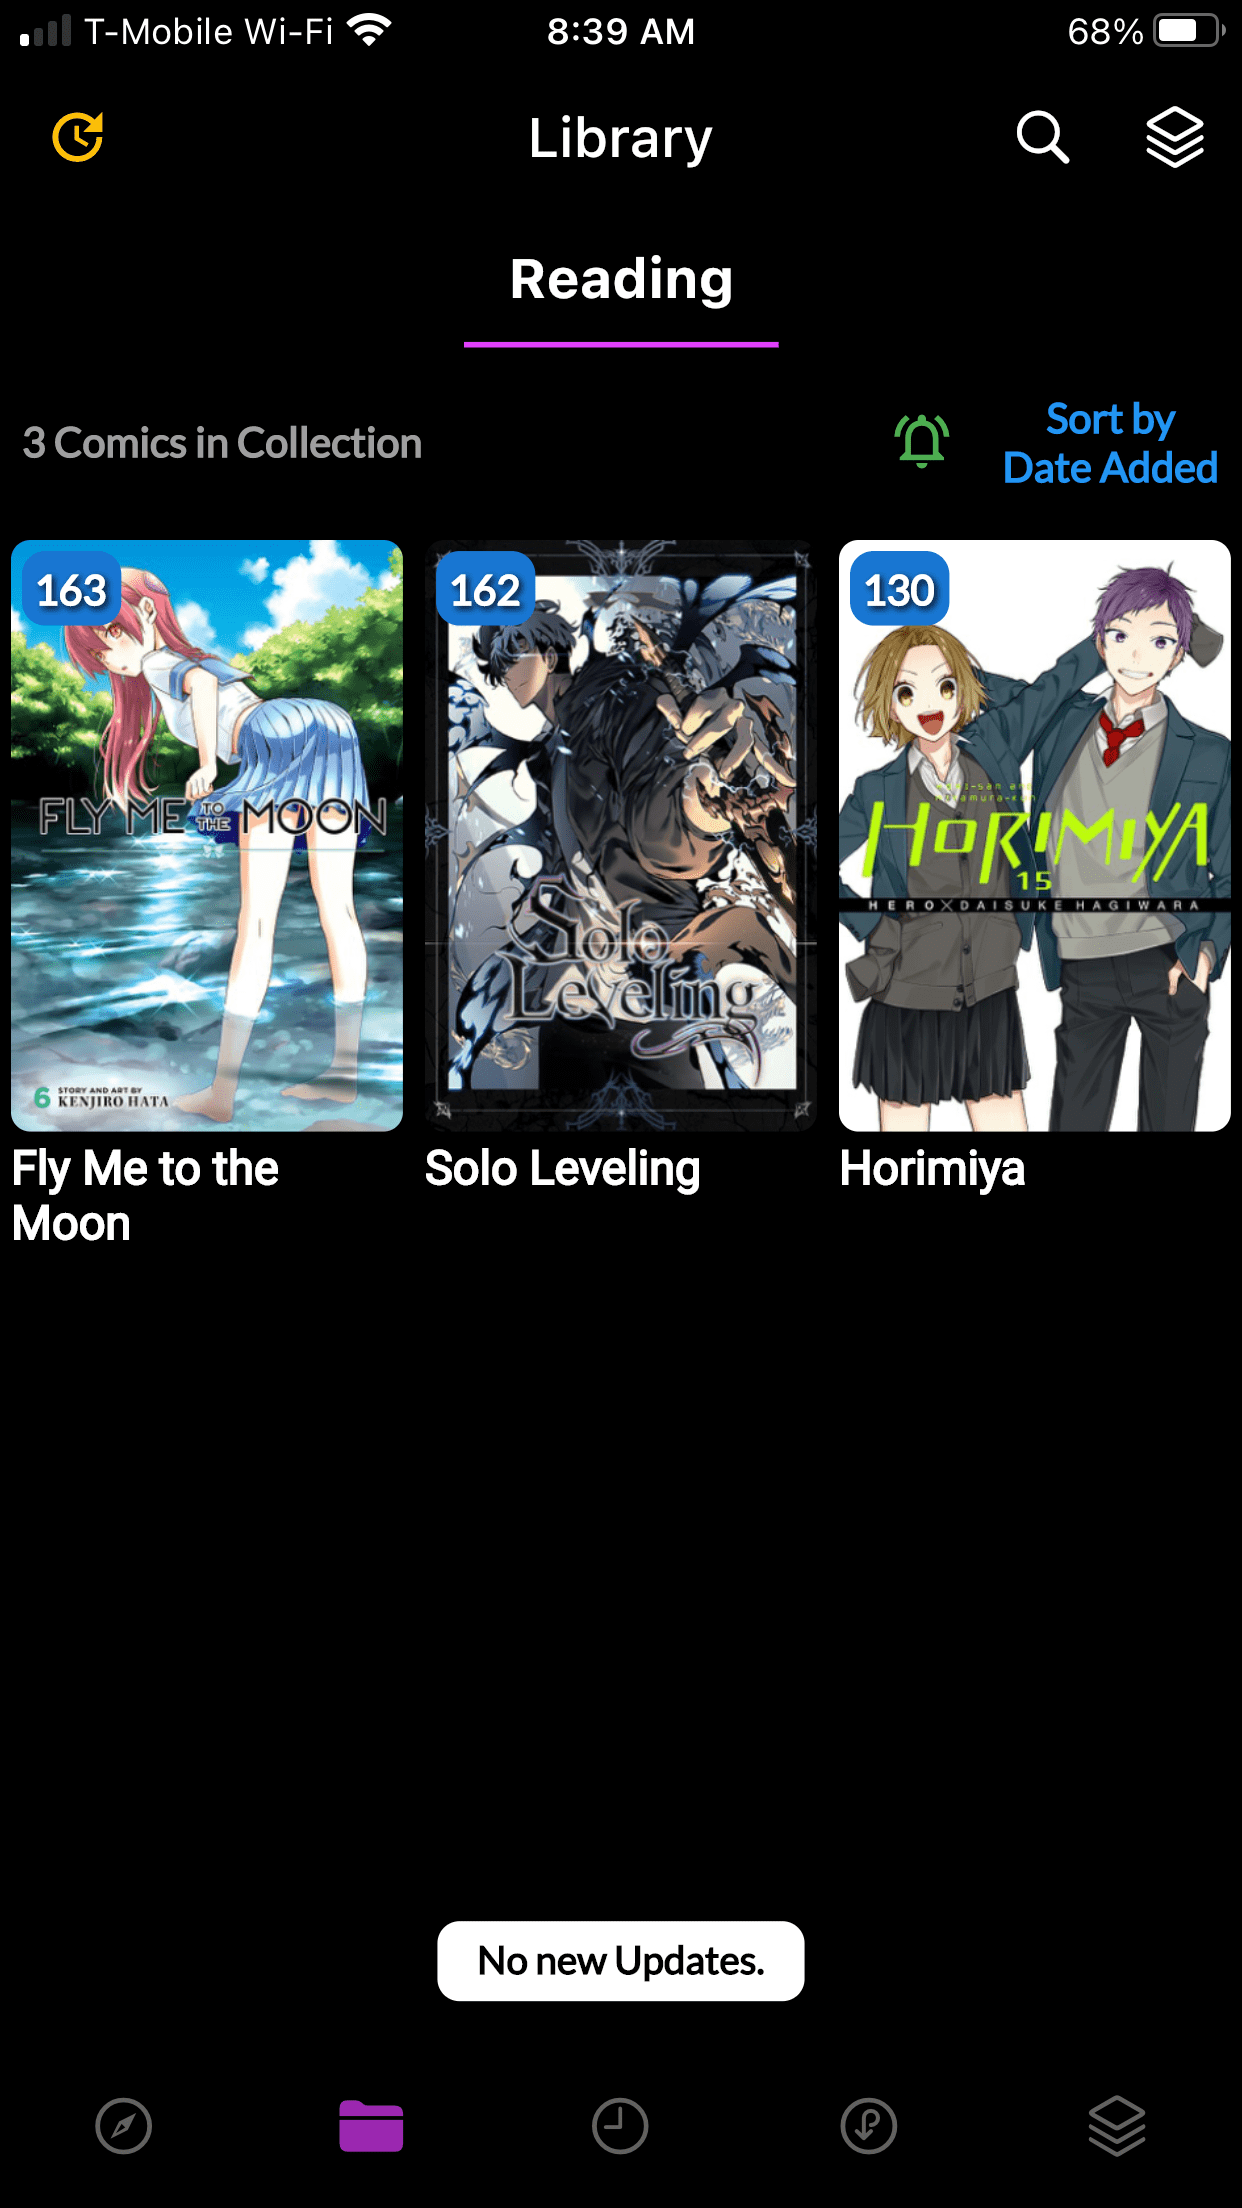 T-Mobile Wi-Fi 8:39 AM 68%
Library
Reading
3 Comics in Collection
Sort by
Date Added
163
FLY ME TO THE MOON
6 STORY AND ART BY
KENJIRO HATA
Fly Me to the
Moon
162
Solo
Leveling
Solo Leveling
130
HORIMIYA
15
HERO X DAISUKE HAGIWARA
Horimiya
No new Updates.